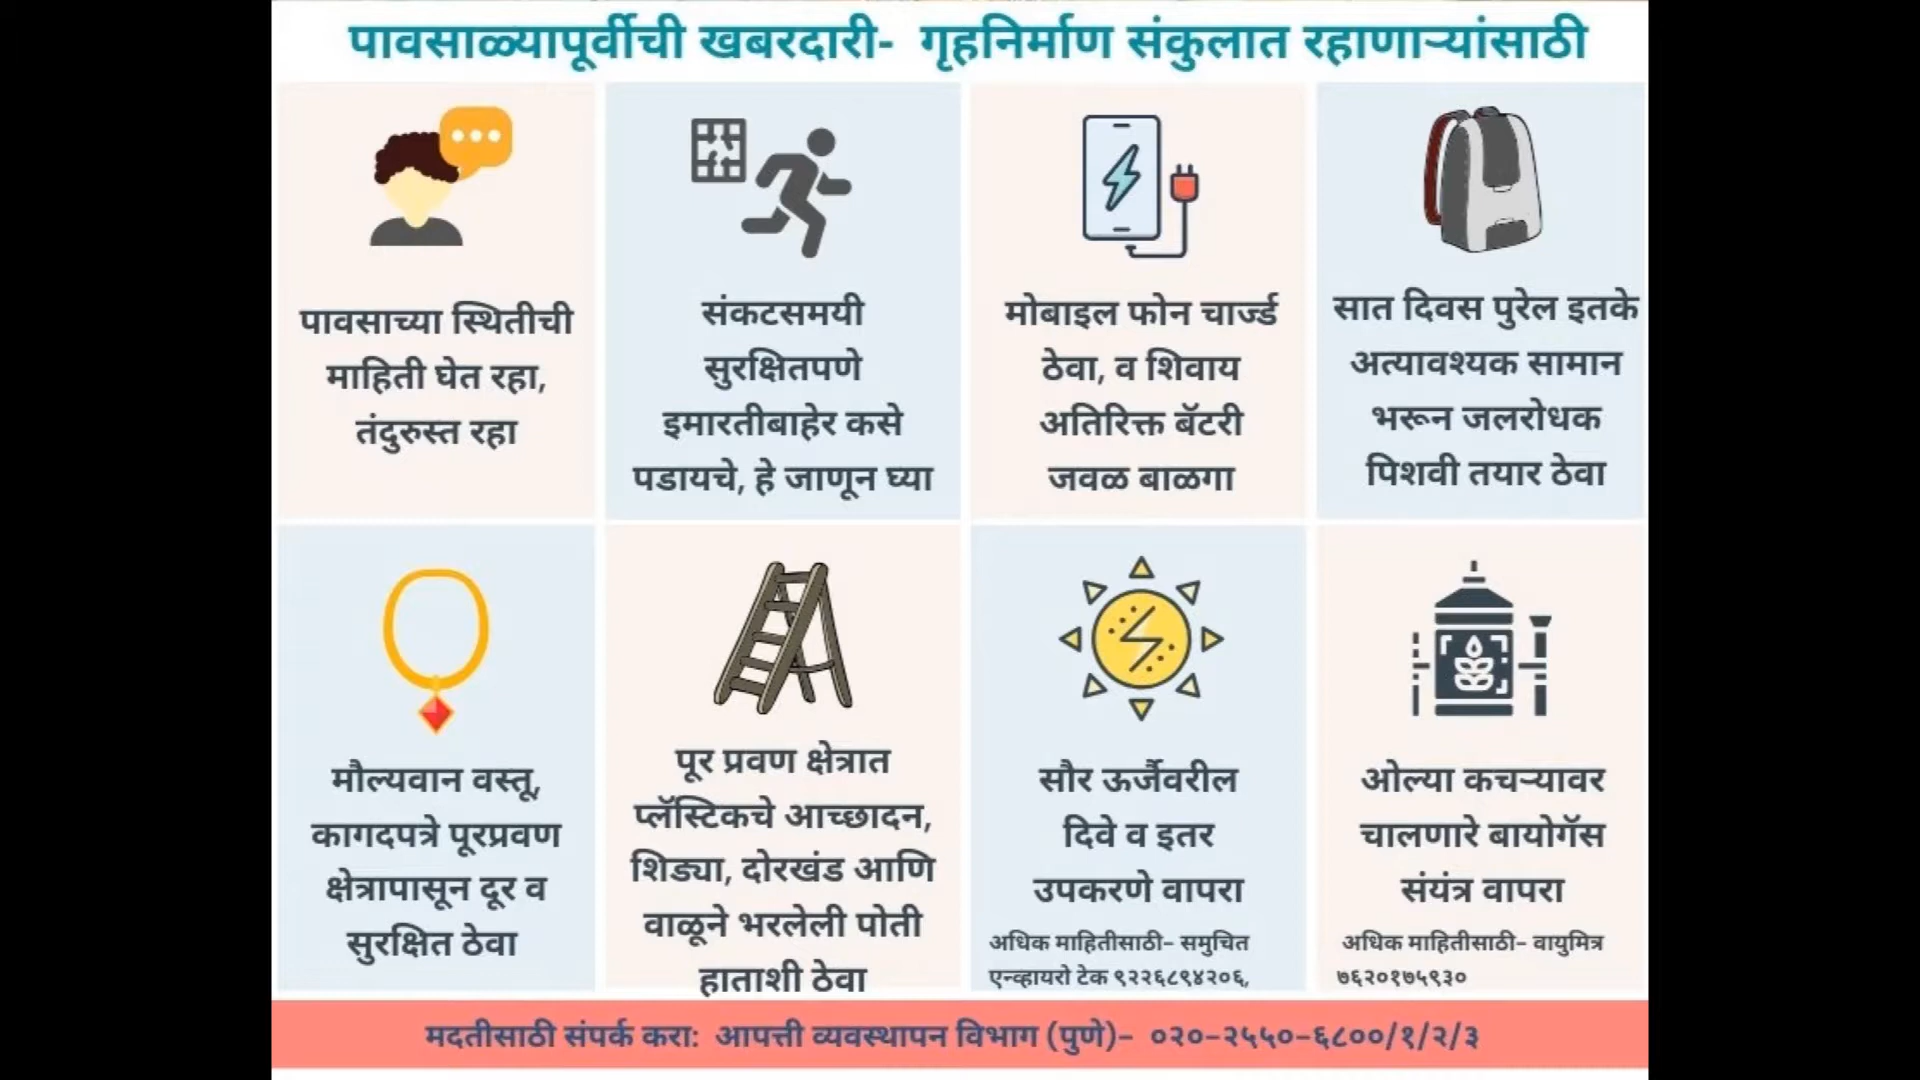 पावसाळ्यापूर्वीची खबरदारी- गृहनिर्माण संकुलात रहाणाऱ्यांसाठी
पावसाच्या स्थितीची
माहिती घेत रहा,
तंदुरुस्त रहा
संकटसमयी
सुरक्षितपणे
इमारतीबाहेर कसे
पडायचे, हे जाणून घ्या
मोबाइल फोन चार्ज्ड
ठेवा, व शिवाय
अतिरिक्त बॅटरी
जवळ बाळगा
सात दिवस पुरेल इतके
अत्यावश्यक सामान
भरून जलरोधक
पिशवी तयार ठेवा
मौल्यवान वस्तू,
कागदपत्रे पूरप्रवण
क्षेत्रापासून दूर व
सुरक्षित ठेवा
पूर प्रवण क्षेत्रात
प्लॅस्टिकचे आच्छादन,
शिड्या, दोरखंड आणि
वाळूने भरलेली पोती
हाताशी ठेवा
सौर ऊर्जेवरील
दिवे व इतर
उपकरणे वापरा
अधिक माहितीसाठी– समुचित
एन्व्हायरो टेक ९२२६८९४२०६,
ओल्या कचऱ्यावर
चालणारे बायोगॅस
संयंत्र वापरा
अधिक माहितीसाठी– वायुमित्र
७६२०१७५९३०
मदतीसाठी संपर्क करा: आपत्ती व्यवस्थापन विभाग (पुणे)– ०२०–२५५०–६८००/१/२/३